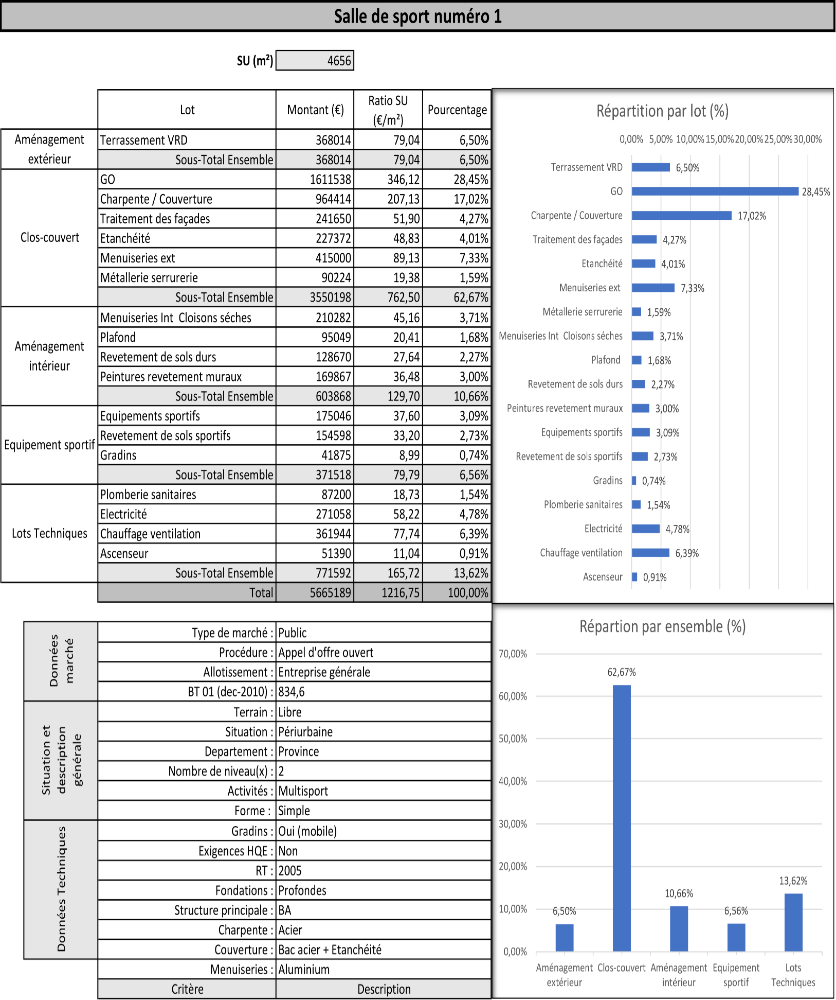 Salle de sport numéro 1
SU (m²) 4656
Lot Montant (€) Ratio SU (€/m²) Pourcentage
Aménagement extérieur
Terrassement VRD 368014 79,04 6,50%
Sous-Total Ensemble 368014 79,04 6,50%
Clos-couvert
GO 1611538 346,12 28,45%
Charpente / Couverture 964414 207,13 17,02%
Traitement des façades 241650 51,90 4,27%
Etanchéité 227372 48,83 4,01%
Menuiseries ext 415000 89,13 7,33%
Métallerie serrurerie 90224 19,38 1,59%
Sous-Total Ensemble 3550198 762,50 62,67%
Aménagement intérieur
Menuiseries Int  Cloisons séches 210282 45,16 3,71%
Plafond 95049 20,41 1,68%
Revetement de sols durs 128670 27,64 2,27%
Peintures revetement muraux 169867 36,48 3,00%
Sous-Total Ensemble 603868 129,70 10,66%
Equipement sportif
Equipements sportifs 175046 37,60 3,09%
Revetement de sols sportifs 154598 33,20 2,73%
Gradins 41875 8,99 0,74%
Sous-Total Ensemble 371518 79,79 6,56%
Lots Techniques
Plomberie sanitaires 87200 18,73 1,54%
Electricité 271058 58,22 4,78%
Chauffage ventilation 361944 77,74 6,39%
Ascenseur 51390 11,04 0,91%
Sous-Total Ensemble 771592 165,72 13,62%
Total 5665189 1216,75 100,00%
Répartition par lot (%)
0,00% 5,00% 10,00% 15,00% 20,00% 25,00% 30,00%
Terrassement VRD 6,50%
GO 28,45%
Charpente / Couverture 17,02%
Traitement des façades 4,27%
Etanchéité 4,01%
Menuiseries ext 7,33%
Métallerie serrurerie 1,59%
Menuiseries Int  Cloisons séches 3,71%
Plafond 1,68%
Revetement de sols durs 2,27%
Peintures revetement muraux 3,00%
Equipements sportifs 3,09%
Revetement de sols sportifs 2,73%
Gradins 0,74%
Plomberie sanitaires 1,54%
Electricité 4,78%
Chauffage ventilation 6,39%
Ascenseur 0,91%
Données marché
Type de marché : Public
Procédure : Appel d'offre ouvert
Allotissement : Entreprise générale
BT 01 (dec-2010) : 834,6
Situation et description générale
Terrain : Libre
Situation : Périurbaine
Departement : Province
Nombre de niveau(x) : 2
Activités : Multisport
Forme : Simple
Données Techniques
Gradins : Oui (mobile)
Exigences HQE : Non
RT : 2005
Fondations : Profondes
Structure principale : BA
Charpente : Acier
Couverture : Bac acier + Etanchéité
Menuiseries : Aluminium
Critère Description
Répartion par ensemble (%)
70,00%
60,00%
50,00%
40,00%
30,00%
20,00%
10,00%
0,00%
6,50% 62,67% 10,66% 6,56% 13,62%
Aménagement extérieur
Clos-couvert
Aménagement intérieur
Equipement sportif
Lots Techniques